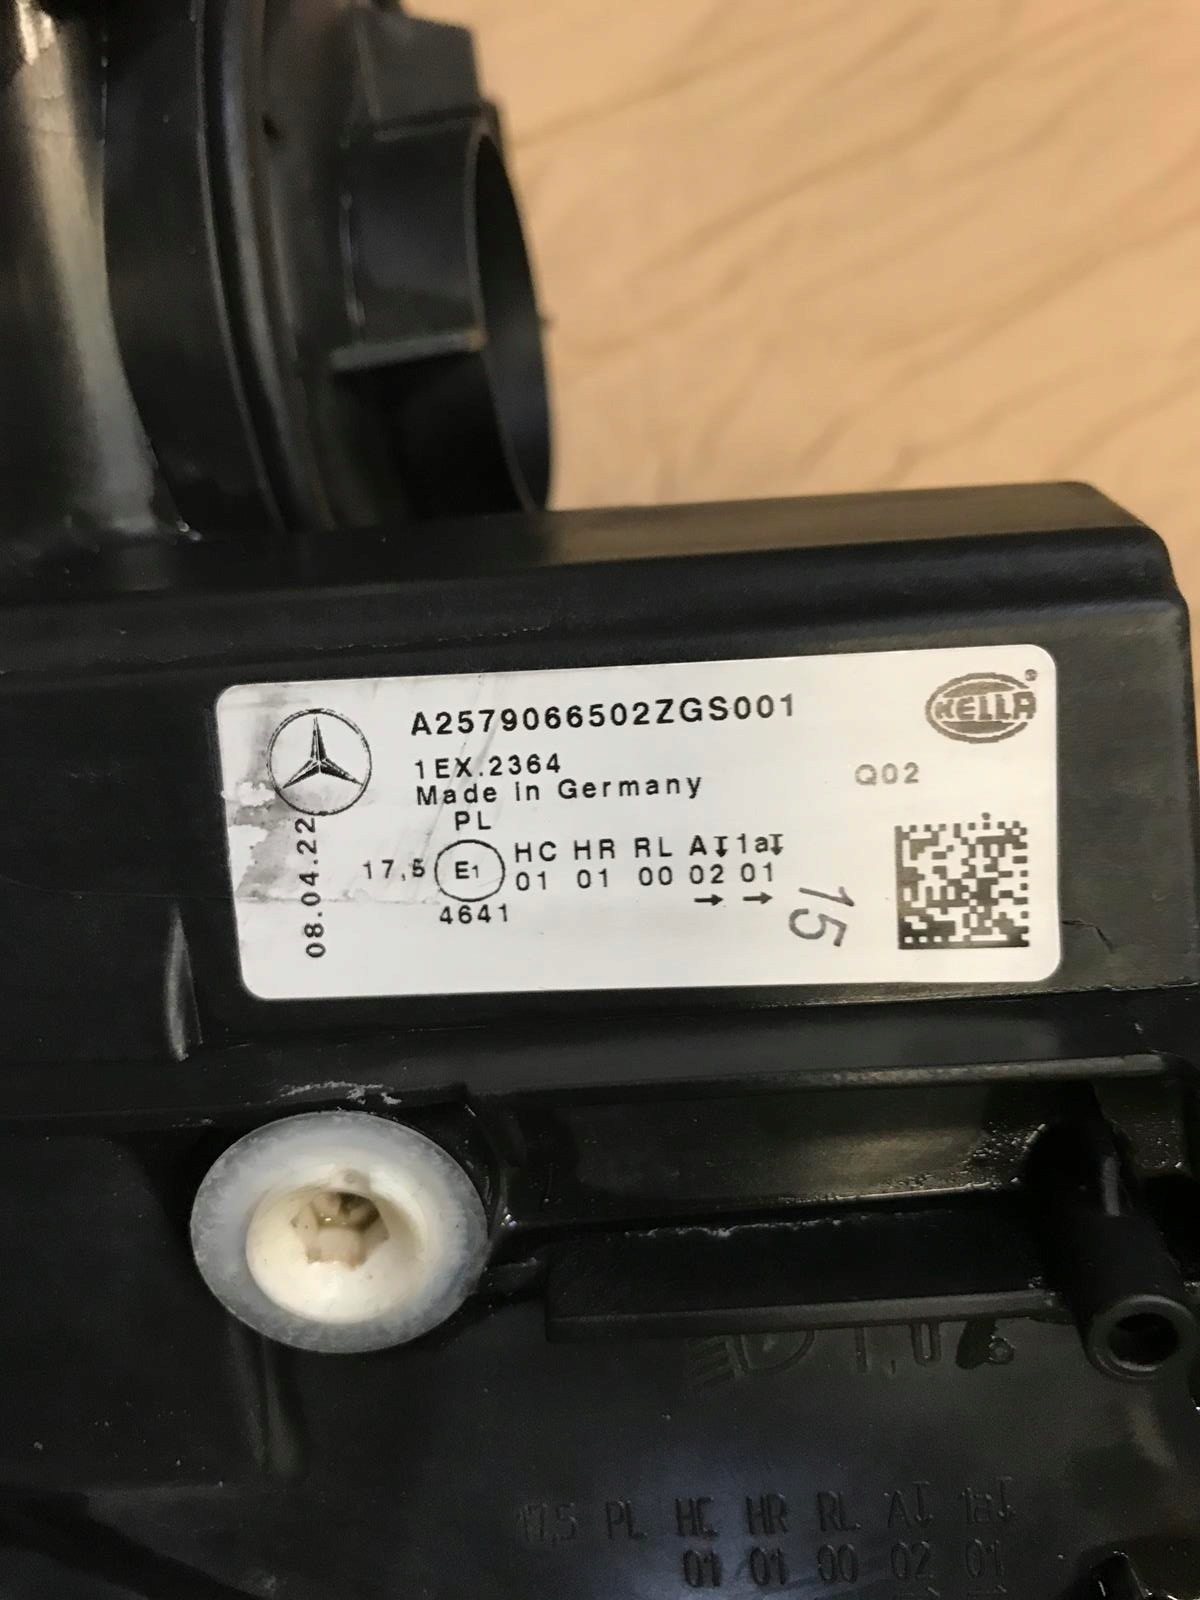 A2579066502ZGS001
HELLA®
1EX.2364
Made in Germany
Q02
PL
17,5 E1 HC HR RL A↧ 1a↧
01 01 00 02 01
→ →
4641
08.04.22
15
17,5 PL HC HR RL A↧ 1a↧
01 01 00 02 01